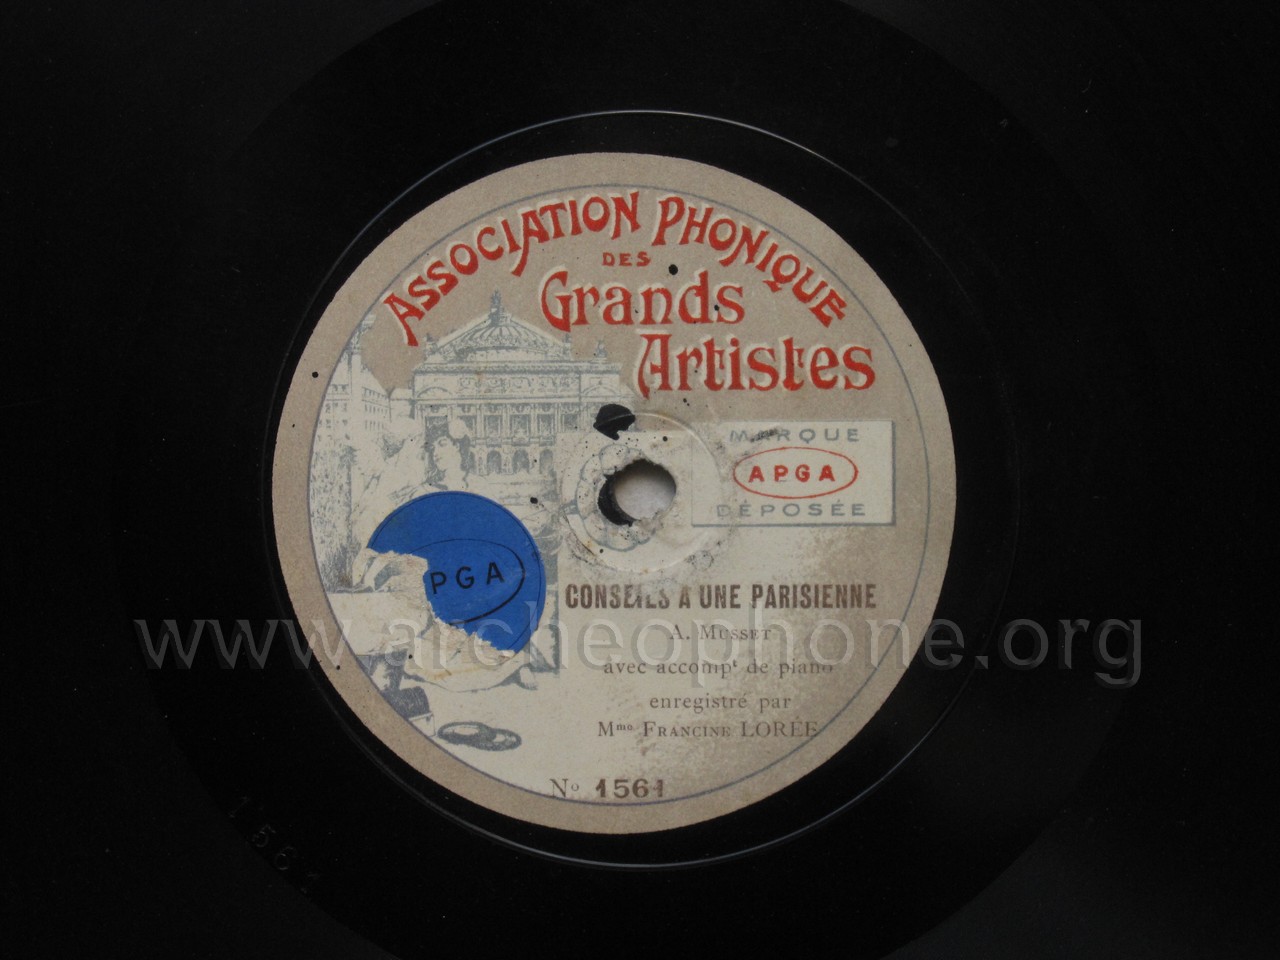 ASSOCIATION PHONIQUE
DES
Grands
Artistes
MARQUE
APGA
DÉPOSÉE
PGA
CONSEILS A UNE PARISIENNE
A. MUSSET
avec accompt de piano
enregistré par
Mme FRANCINE LORÉE
No 1561
1561
www.archeophone.org